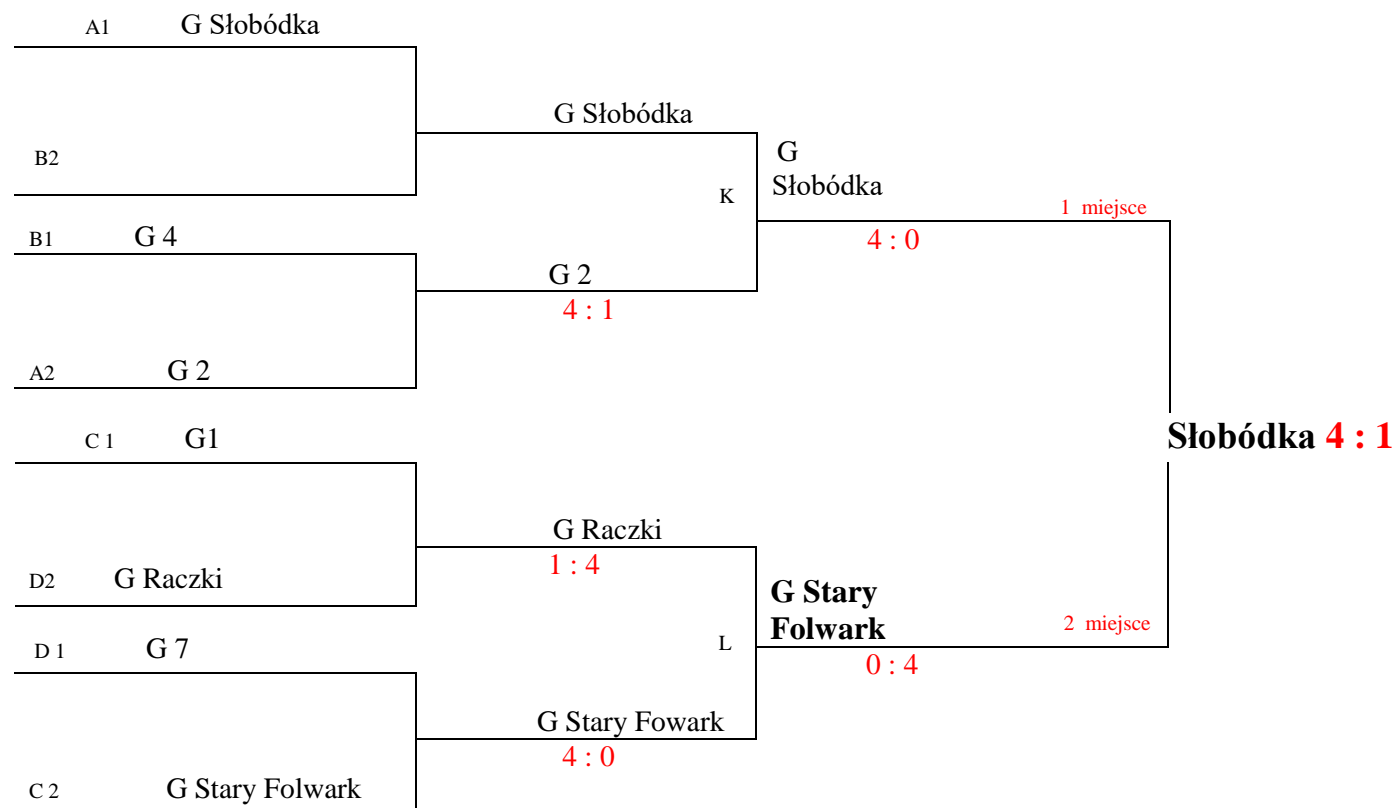 A1 G Słobódka
G Słobódka
B2
G
Słobódka
K
1 miejsce
B1 G 4
4 : 0
G 2
4 : 1
A2 G 2
C 1 G1
Słobódka 4 : 1
G Raczki
1 : 4
D2 G Raczki
G Stary
Folwark
2 miejsce
D 1 G 7
L
0 : 4
G Stary Fowark
4 : 0
C 2 G Stary Folwark